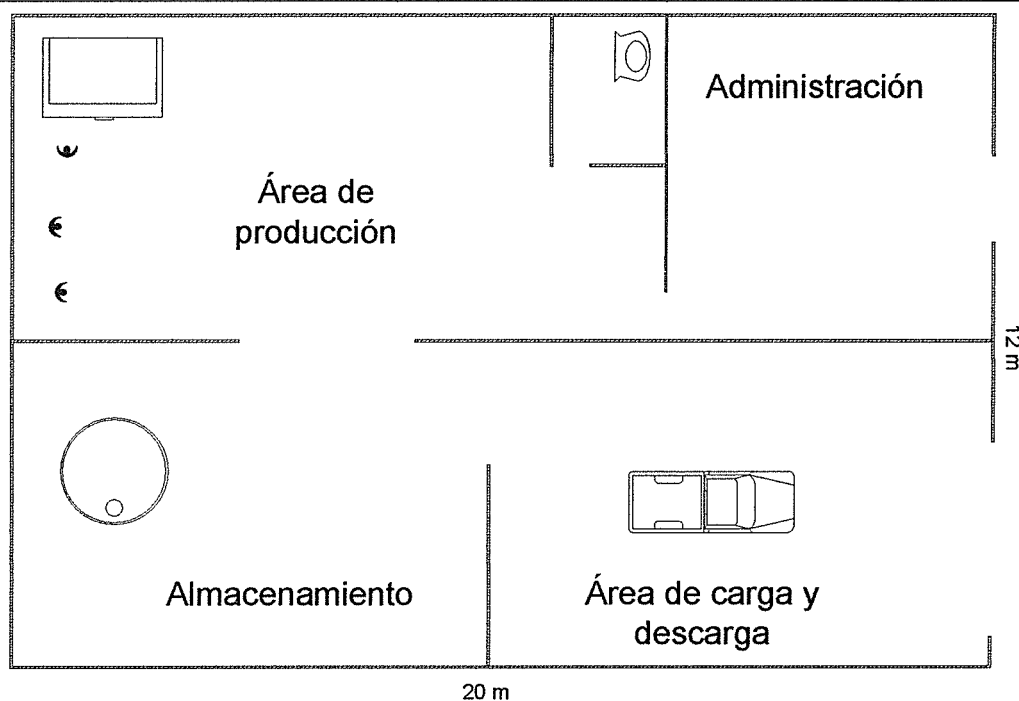 Administración
Área de
producción
12 m
Almacenamiento
Área de carga y
descarga
20 m